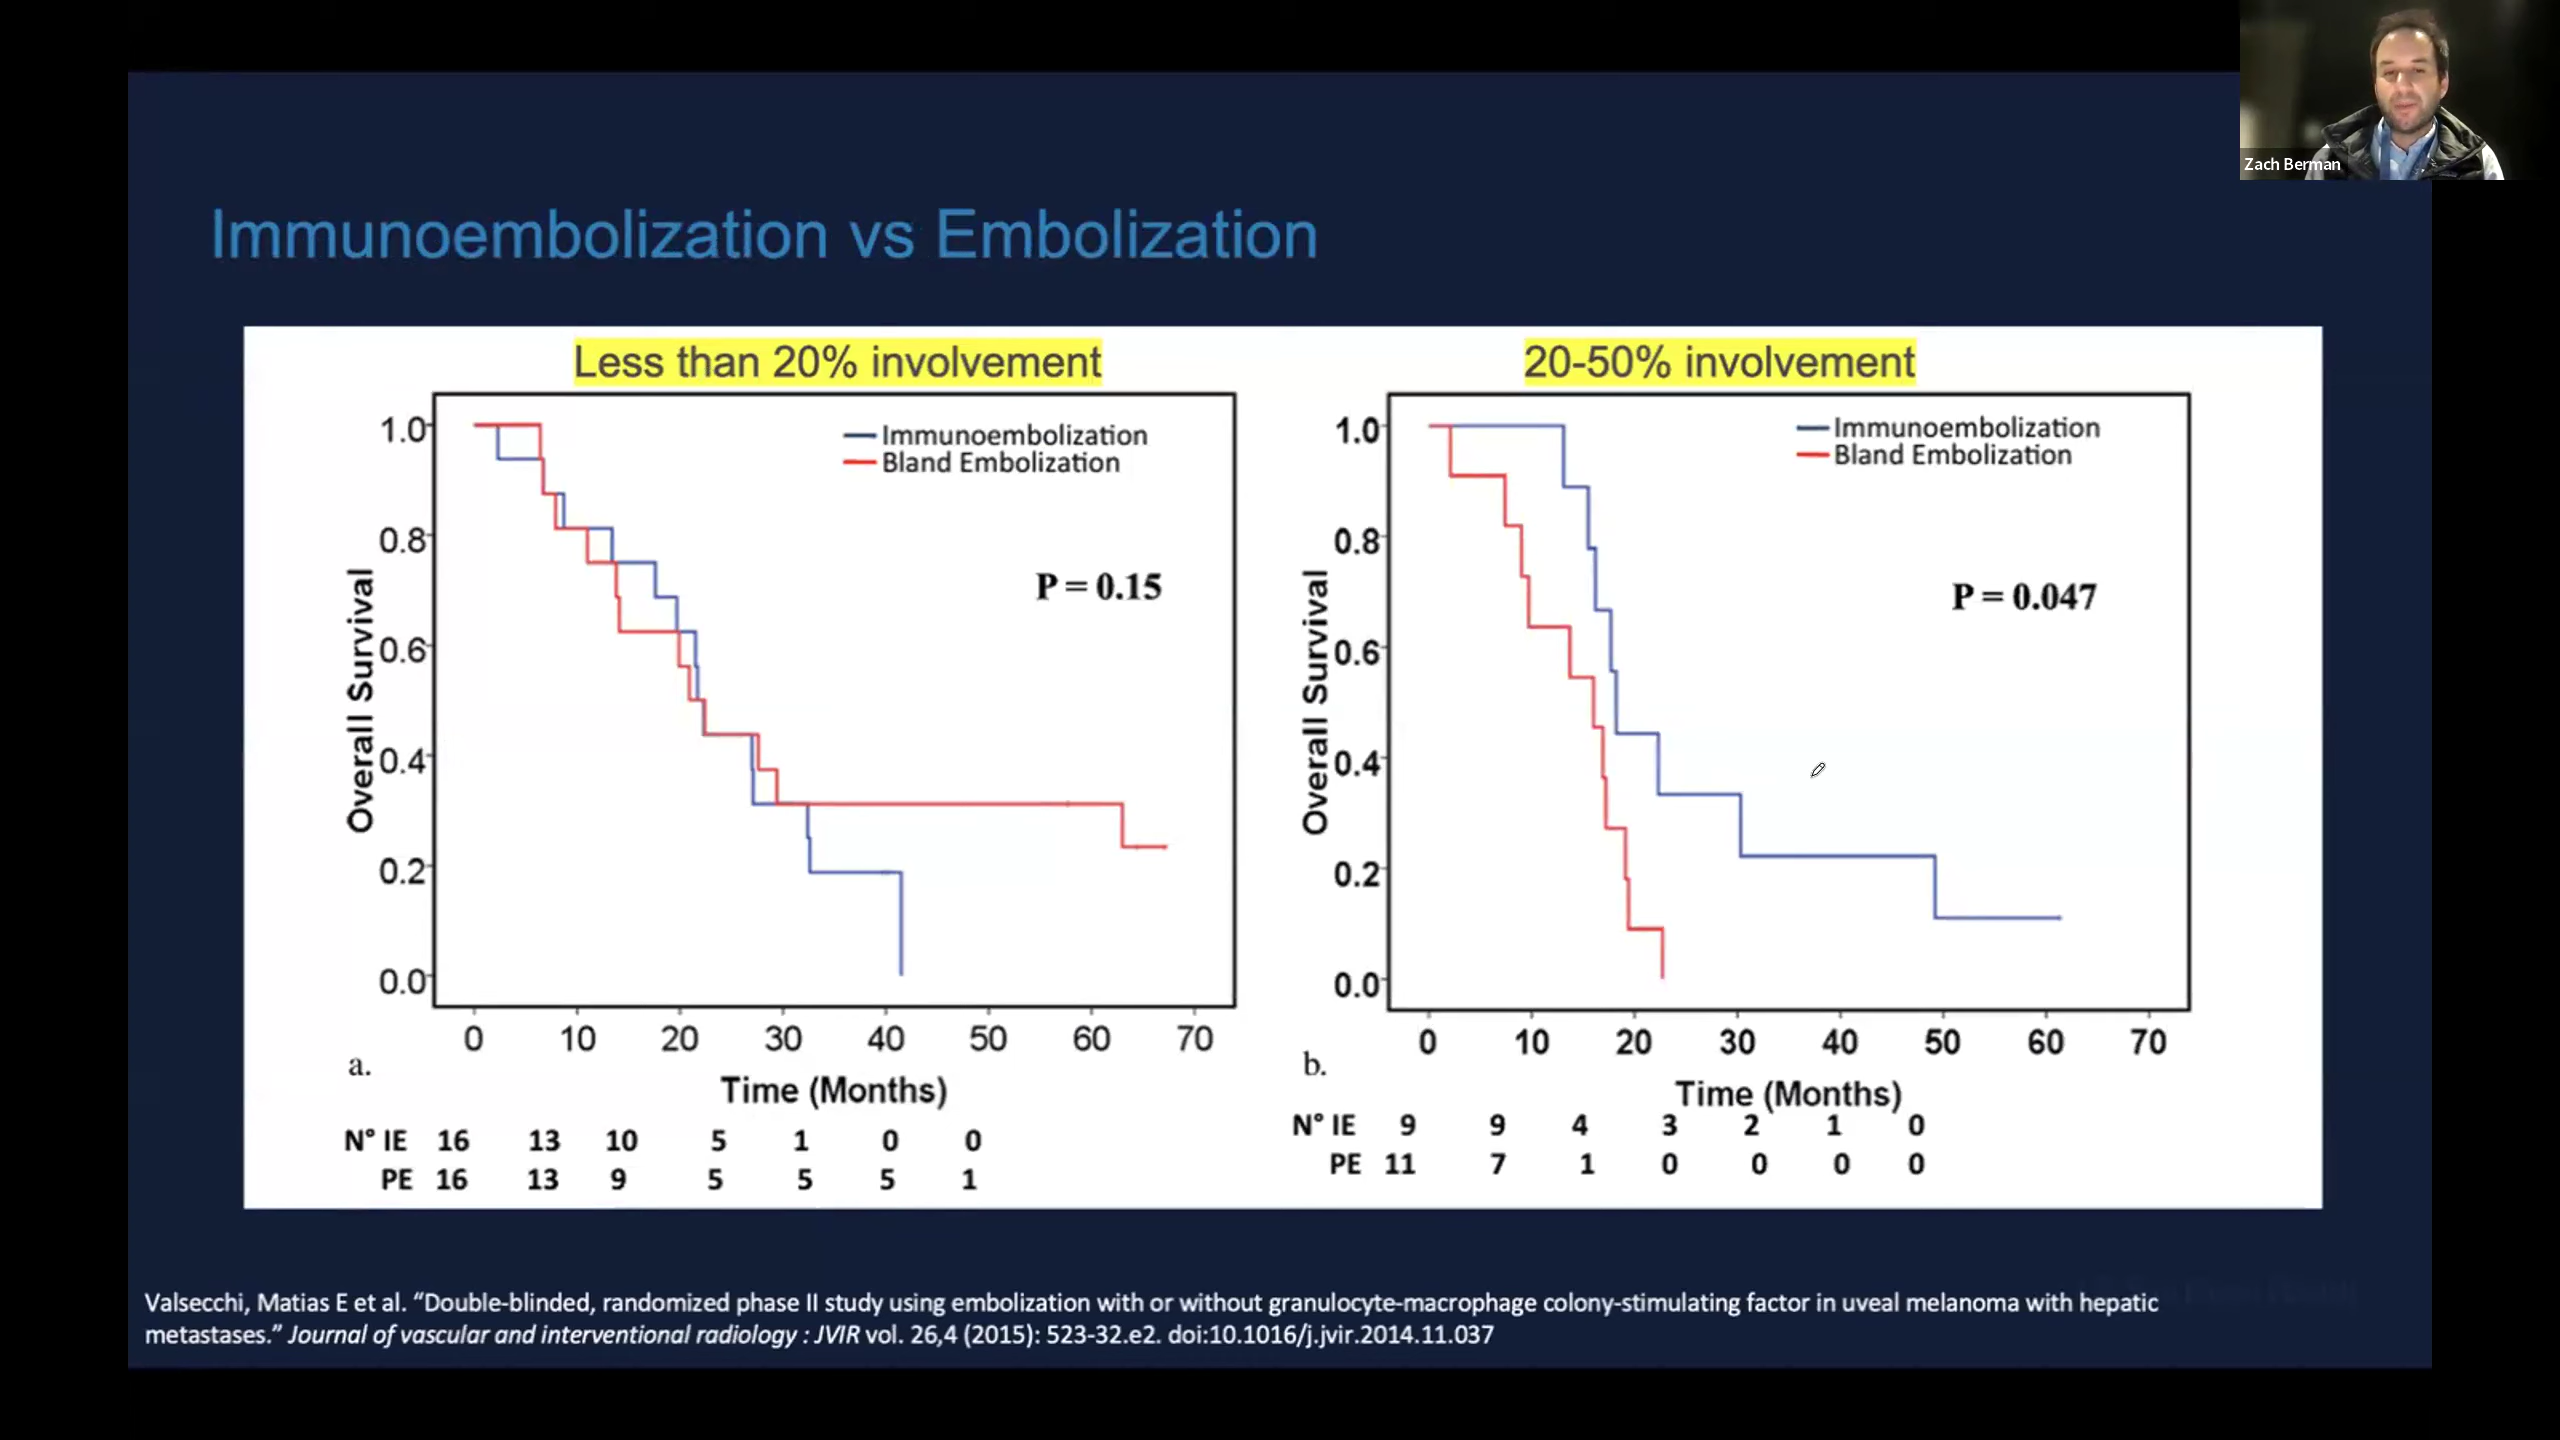 Zach Berman
Immunoembolization vs Embolization
Less than 20% involvement
1.0
0.8
0.6
0.4
0.2
0.0
Overall Survival
Immunoembolization
Bland Embolization
P = 0.15
0 10 20 30 40 50 60 70
a.
Time (Months)
N° IE 16 13 10 5 1 0 0
PE 16 13 9 5 5 5 1
20-50% involvement
1.0
0.8
0.6
0.4
0.2
0.0
Overall Survival
Immunoembolization
Bland Embolization
P = 0.047
0 10 20 30 40 50 60 70
b.
Time (Months)
N° IE 9 9 4 3 2 1 0
PE 11 7 1 0 0 0 0
Valsecchi, Matias E et al. “Double-blinded, randomized phase II study using embolization with or without granulocyte-macrophage colony-stimulating factor in uveal melanoma with hepatic
metastases.” Journal of vascular and interventional radiology : JVIR vol. 26,4 (2015): 523-32.e2. doi:10.1016/j.jvir.2014.11.037